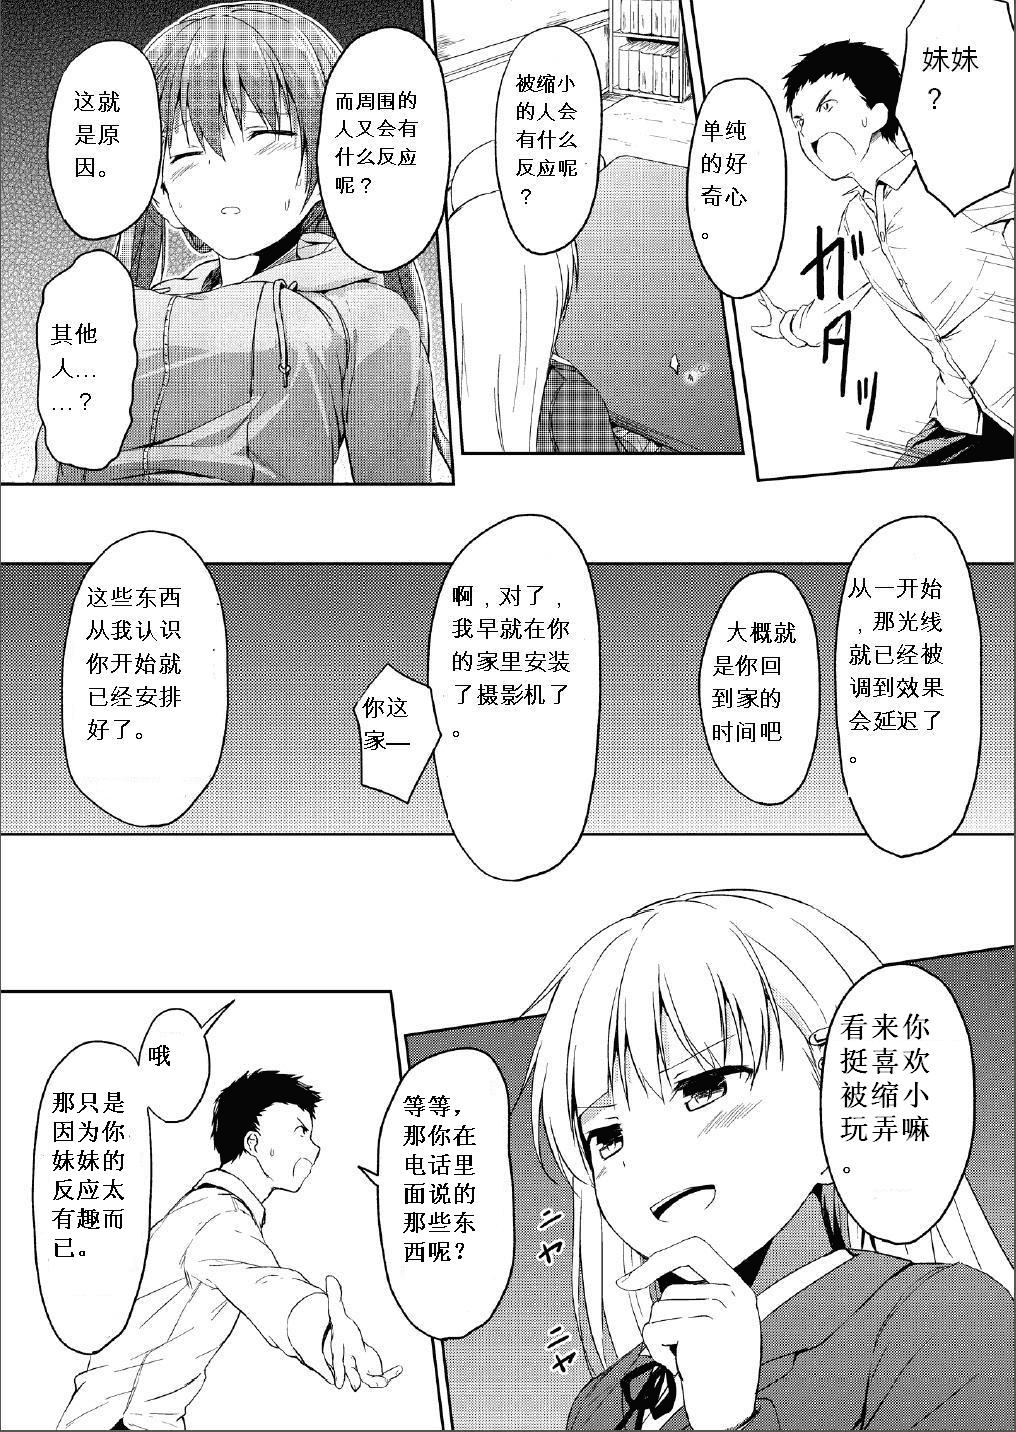 妹妹
？
单纯
的好
奇心
。
ガタ
被缩小
的人会
有什么
反应呢
？
而周围的
人又会有
什么反应
呢？
这就
是原
因。
其他
人…
…？
从一开始
，那光线
就已经被
调到效果
会延迟了
。
大概就
是你回
到家的
时间吧
啊，对了，
我早就在你
的家里安装
了摄影机了
。
你这
家—
这些东西
从我认识
你开始就
已经安排
好了。
看来你
挺喜欢
被缩小
玩弄嘛
。
ニヤ
ニヤ
等等，
那你在
电话里
面说的
那些东
西呢？
哦
那只是
因为你
妹妹的
反应太
有趣而
已。